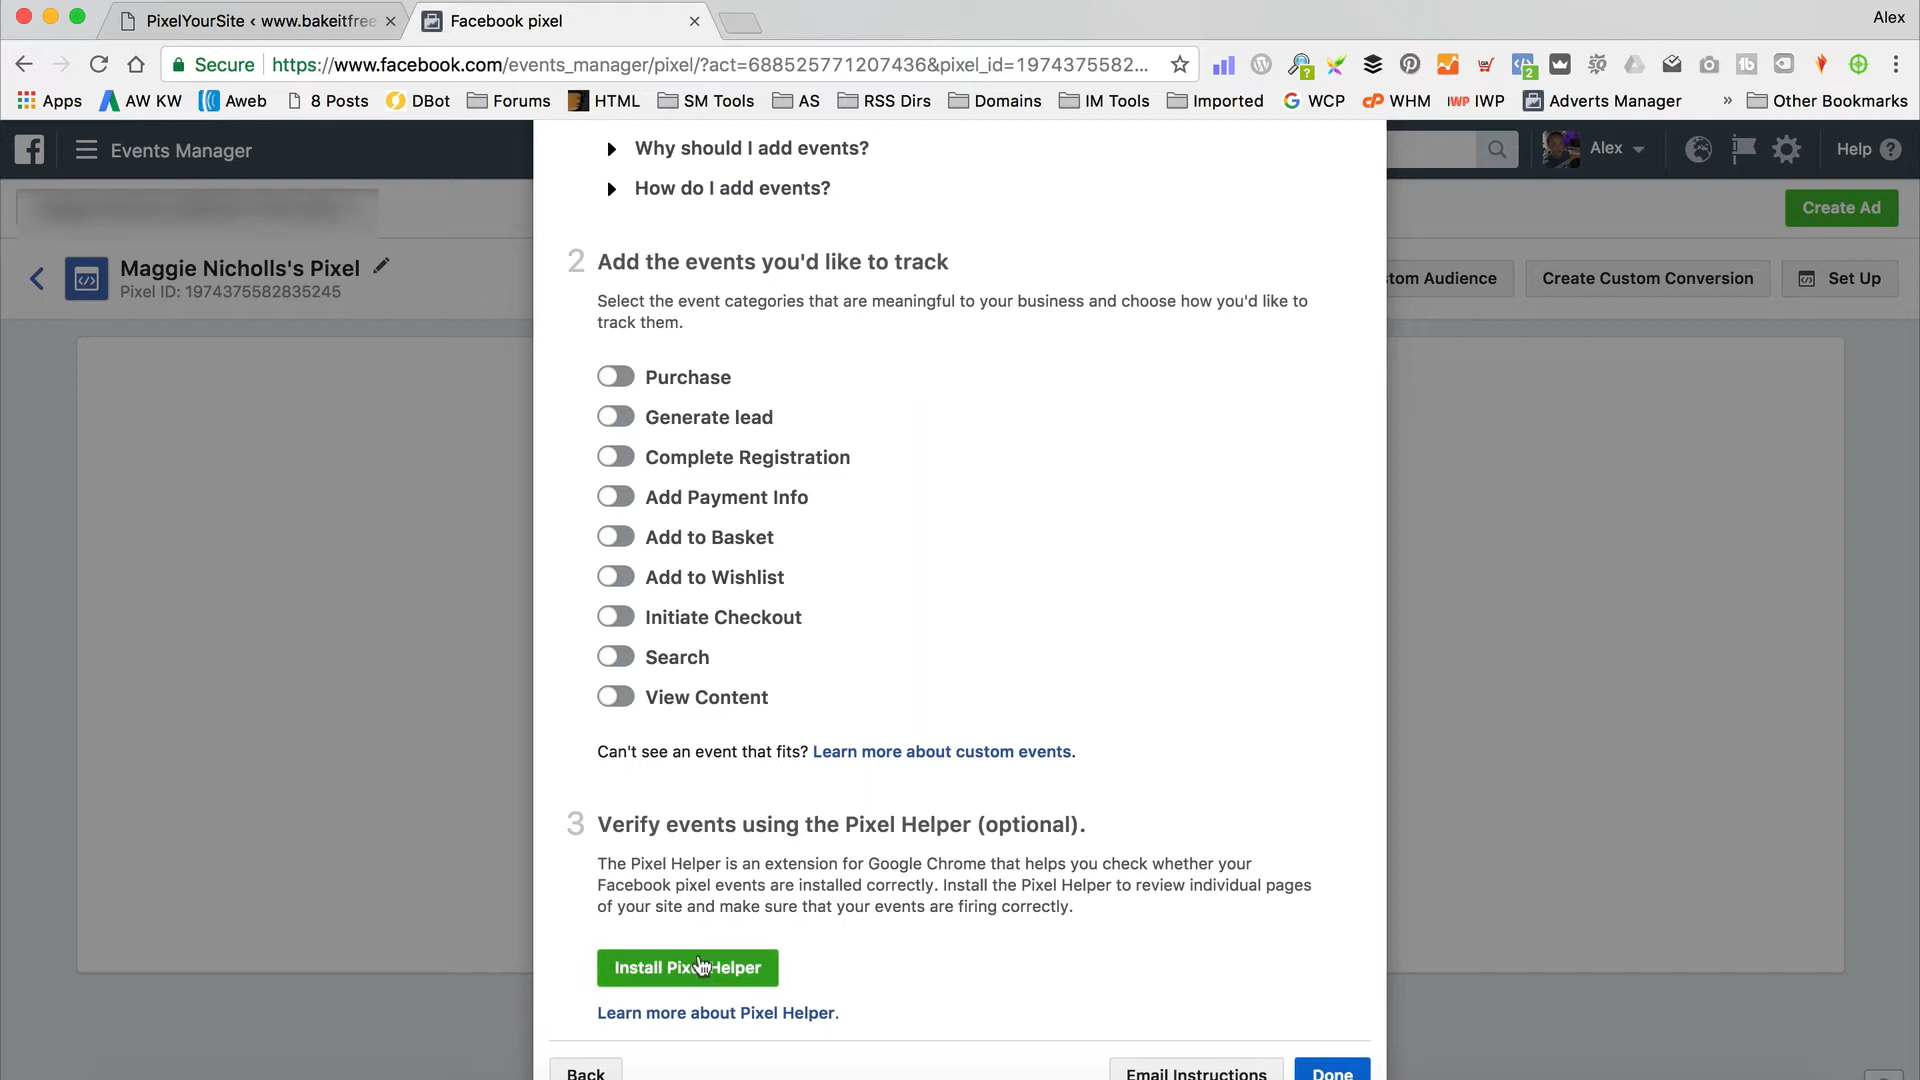 PixelYourSite ‹ www.bakeitfree
Facebook pixel
Alex
Secure
https://www.facebook.com/events_manager/pixel/?act=688525771207436&pixel_id=1974375582...
Apps
AW KW
Aweb
8 Posts
DBot
Forums
HTML
SM Tools
AS
RSS Dirs
Domains
IM Tools
Imported
WCP
WHM
IWP IWP
Adverts Manager
»
Other Bookmarks
Events Manager
Alex
Help
Create Ad
Maggie Nicholls's Pixel
Pixel ID: 1974375582835245
tom Audience
Create Custom Conversion
Set Up
Why should I add events?
How do I add events?
2 Add the events you'd like to track
Select the event categories that are meaningful to your business and choose how you'd like to
track them.
Purchase
Generate lead
Complete Registration
Add Payment Info
Add to Basket
Add to Wishlist
Initiate Checkout
Search
View Content
Can't see an event that fits? Learn more about custom events.
3 Verify events using the Pixel Helper (optional).
The Pixel Helper is an extension for Google Chrome that helps you check whether your
Facebook pixel events are installed correctly. Install the Pixel Helper to review individual pages
of your site and make sure that your events are firing correctly.
Install Pixel Helper
Learn more about Pixel Helper.
Back
Email Instructions
Done